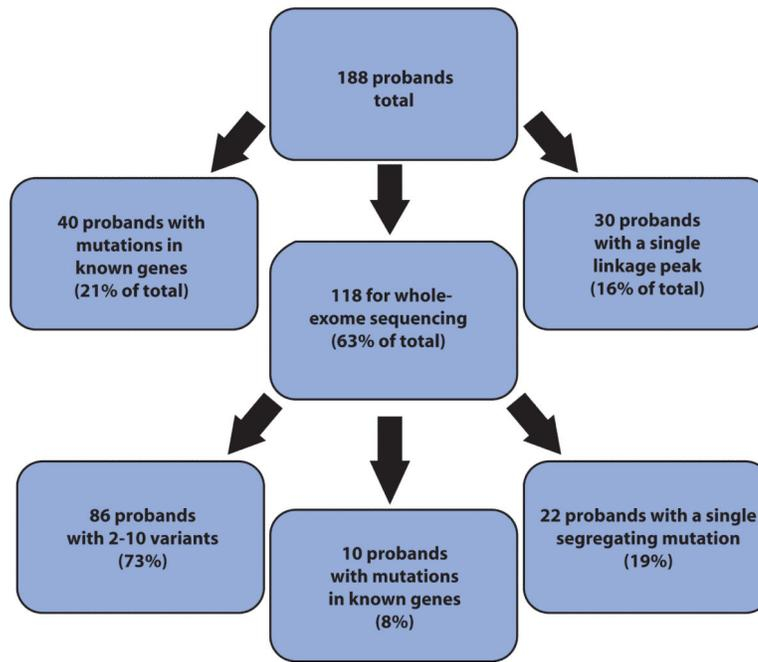 188 probands
total
40 probands with
mutations in
known genes
(21% of total)
118 for whole-
exome sequencing
(63% of total)
30 probands
with a single
linkage peak
(16% of total)
86 probands
with 2-10 variants
(73%)
10 probands
with mutations
in known genes
(8%)
22 probands with a single
segregating mutation
(19%)